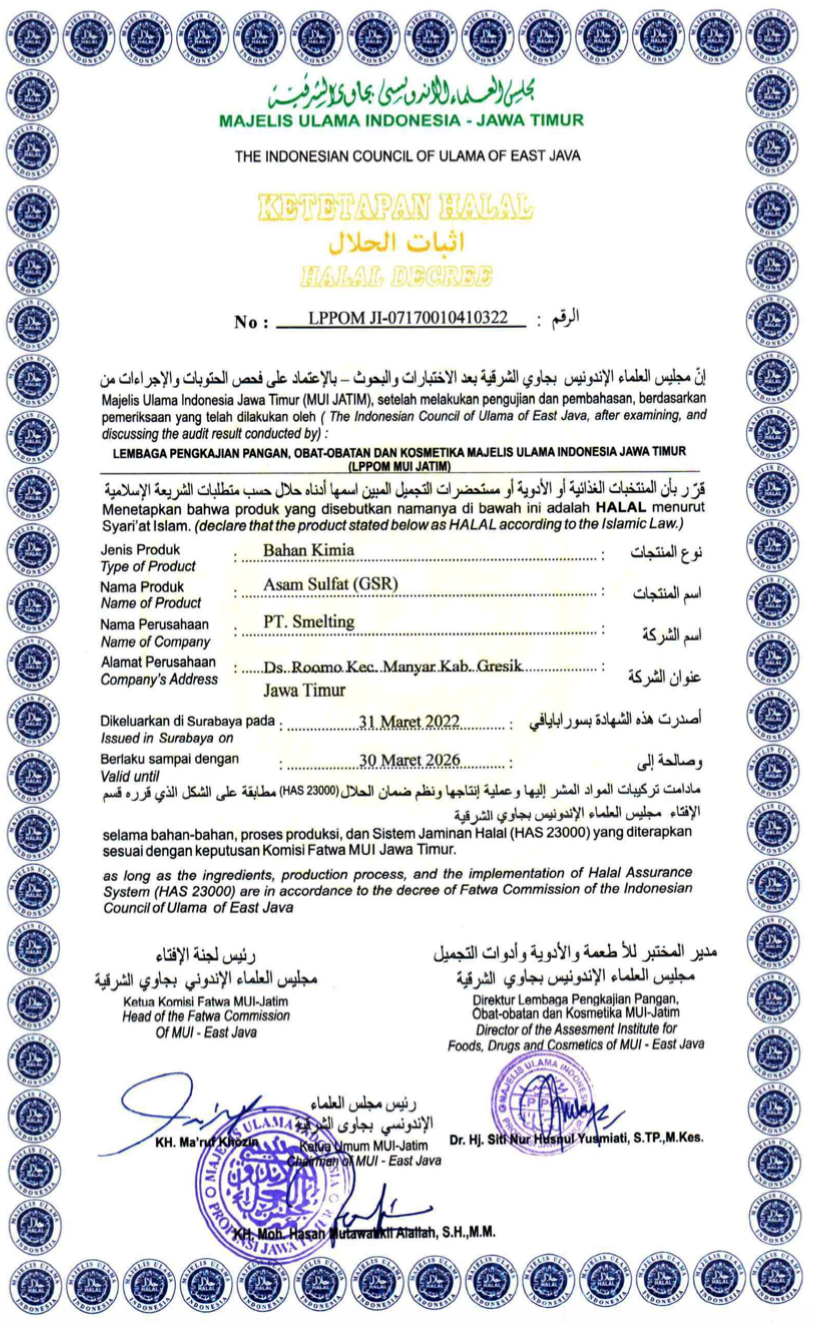 مجلس العلماء الإندونيسي بجاوى الشرقية
MAJELIS ULAMA INDONESIA - JAWA TIMUR
THE INDONESIAN COUNCIL OF ULAMA OF EAST JAVA
KETETAPAN HALAL
اثبات الحلال
HALAL DECREE
No : LPPOM JI-07170010410322 : الرقم
إنّ مجليس العلماء الإندونيس بجاوي الشرقية بعد الاختبارات والبحوث – بالإعتماد على فحص الحتويات والإجراءات من
Majelis Ulama Indonesia Jawa Timur (MUI JATIM), setelah melakukan pengujian dan pembahasan, berdasarkan
pemeriksaan yang telah dilakukan oleh ( The Indonesian Council of Ulama of East Java, after examining, and
discussing the audit result conducted by) :
LEMBAGA PENGKAJIAN PANGAN, OBAT-OBATAN DAN KOSMETIKA MAJELIS ULAMA INDONESIA JAWA TIMUR
(LPPOM MUI JATIM)
قرّ ر بأن المنتخبات الغذائية أو الأدوية أو مستحضرات التجميل المبين اسمها أدناه حلال حسب متطلبات الشريعة الإسلامية
Menetapkan bahwa produk yang disebutkan namanya di bawah ini adalah HALAL menurut
Syari'at Islam. (declare that the product stated below as HALAL according to the Islamic Law.)
Jenis Produk : Bahan Kimia : نوع المنتجات
Type of Product
Nama Produk : Asam Sulfat (GSR) : اسم المنتجات
Name of Product
Nama Perusahaan : PT. Smelting : اسم الشركة
Name of Company
Alamat Perusahaan : Ds. Roomo Kec. Manyar Kab. Gresik : عنوان الشركة
Company's Address Jawa Timur
Dikeluarkan di Surabaya pada : 31 Maret 2022 : أصدرت هذه الشهادة بسورابايافي
Issued in Surabaya on
Berlaku sampai dengan : 30 Maret 2026 : وصالحة إلى
Valid until
مادامت تركيبات المواد المشر إليها وعملية إنتاجها ونظم ضمان الحلال (HAS 23000) مطابقة على الشكل الذي قرره قسم
الإفتاء مجليس العلماء الإندونيس بجاوي الشرقية
selama bahan-bahan, proses produksi, dan Sistem Jaminan Halal (HAS 23000) yang diterapkan
sesuai dengan keputusan Komisi Fatwa MUI Jawa Timur.
as long as the ingredients, production process, and the implementation of Halal Assurance
System (HAS 23000) are in accordance to the decree of Fatwa Commission of the Indonesian
Council of Ulama of East Java
رئيس لجنة الإفتاء
مجليس العلماء الإندوني بجاوي الشرقية
Ketua Komisi Fatwa MUI-Jatim
Head of the Fatwa Commission
Of MUI - East Java
KH. Ma'ruf Khozin
مدير المختبر للأ طعمة والأدوية وأدوات التجميل
مجليس العلماء الإندونيس بجاوي الشرقية
Direktur Lembaga Pengkajian Pangan,
Obat-obatan dan Kosmetika MUI-Jatim
Director of the Assesment Institute for
Foods, Drugs and Cosmetics of MUI - East Java
Dr. Hj. Siti Nur Husnul Yusmiati, S.TP.,M.Kes.
رئيس مجلس العلماء
الإندونسي بجاوى الشرقية
Ketua Umum MUI-Jatim
Chairman of MUI - East Java
KH. Moh. Hasan Mutawakkil Alallah, S.H.,M.M.